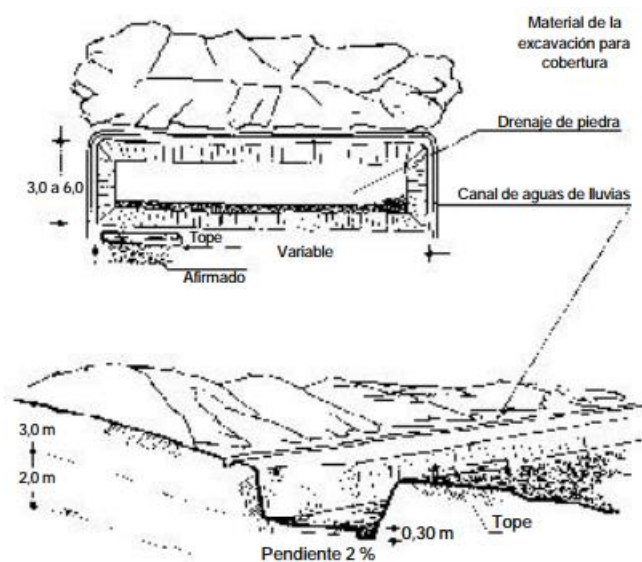 Material de la
excavación para
cobertura
Drenaje de piedra
3,0 a 6,0
Canal de aguas de lluvias
Tope
Variable
Afirmado
3,0 m
2,0 m
0,30 m
Tope
Pendiente 2 %